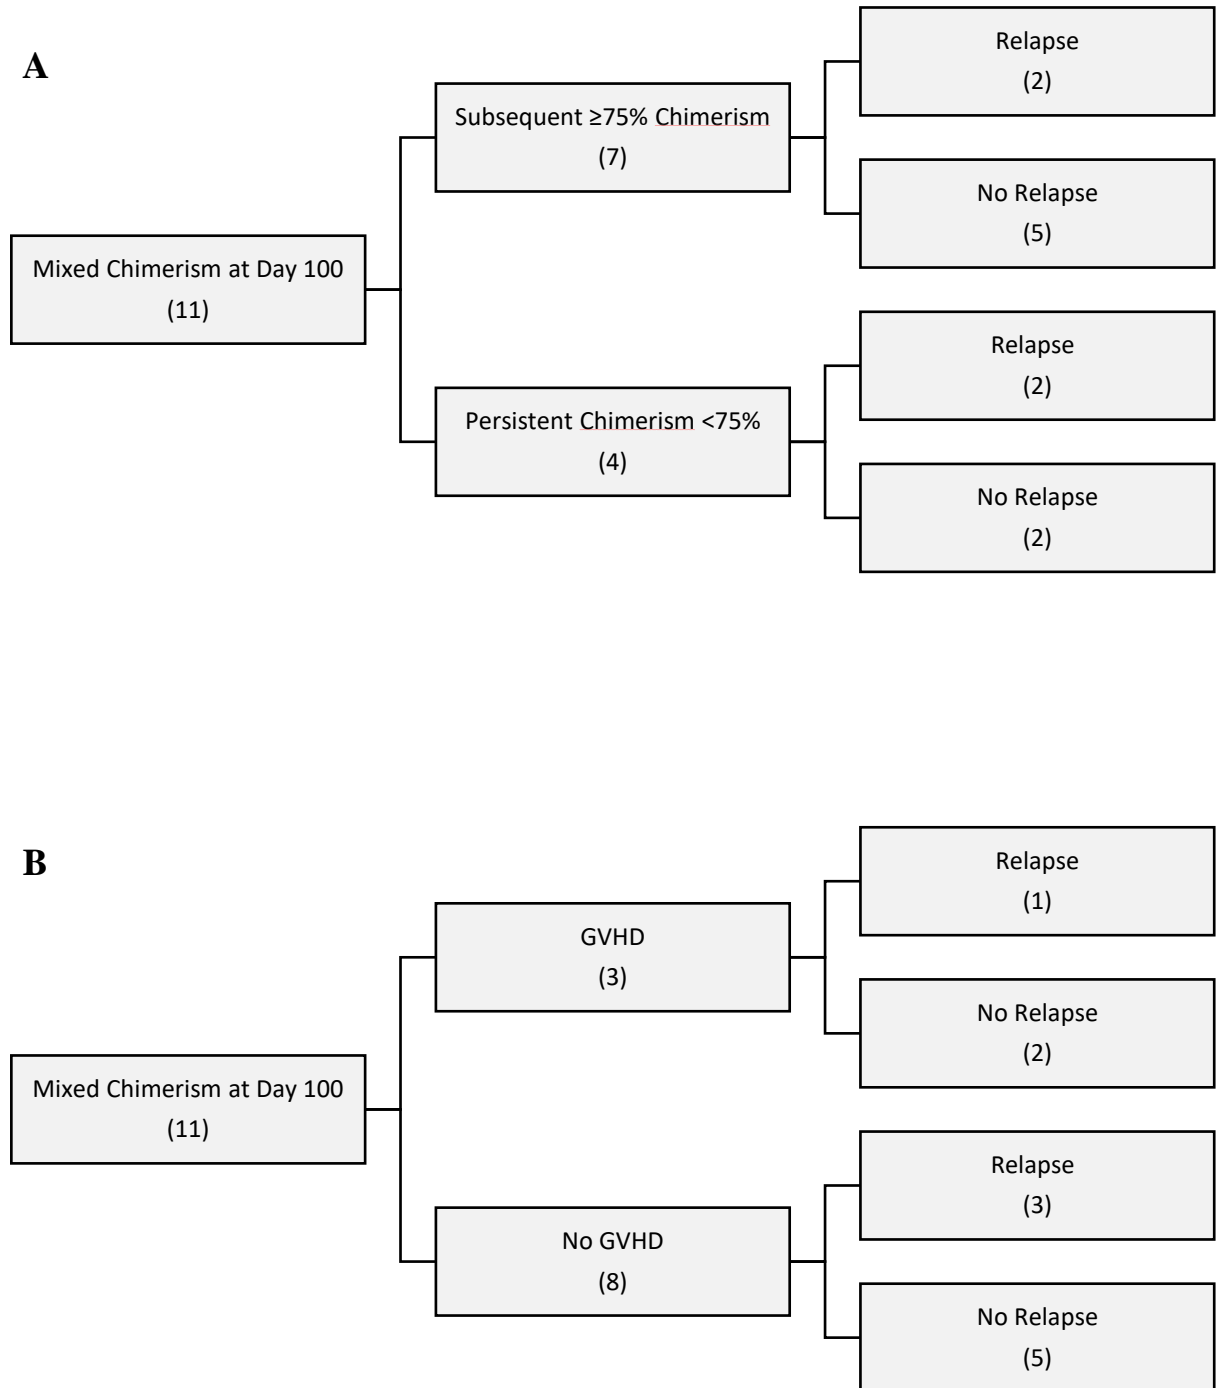 A
Mixed Chimerism at Day 100
(11)
Subsequent ≥75% Chimerism
(7)
Relapse
(2)
No Relapse
(5)
Persistent Chimerism <75%
(4)
Relapse
(2)
No Relapse
(2)
B
Mixed Chimerism at Day 100
(11)
GVHD
(3)
Relapse
(1)
No Relapse
(2)
No GVHD
(8)
Relapse
(3)
No Relapse
(5)